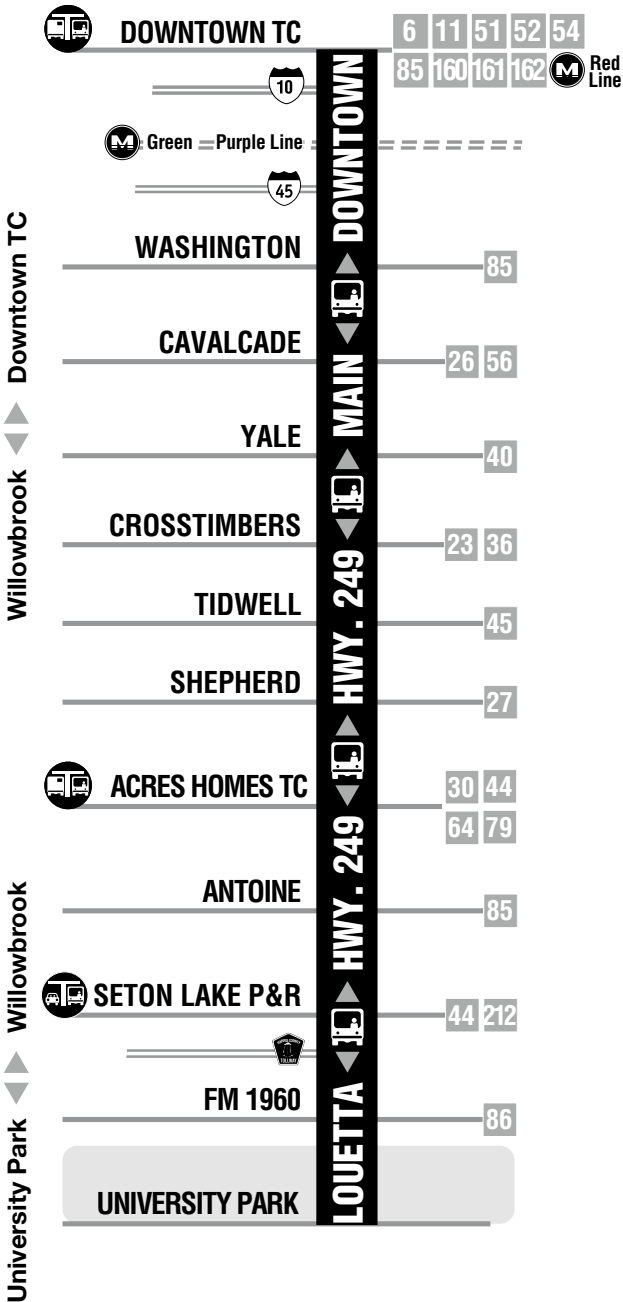 DOWNTOWN TC
6 11 51 52 54
85 160 161 162 M Red Line
10
M Green Purple Line
45
DOWNTOWN
WASHINGTON
85
CAVALCADE
26 56
MAIN
YALE
40
CROSSTIMBERS
23 36
HWY. 249
TIDWELL
45
SHEPHERD
27
ACRES HOMES TC
30 44
64 79
HWY. 249
ANTOINE
85
SETON LAKE P&R
44 212
FM 1960
86
LOUETTA
UNIVERSITY PARK
Willowbrook Downtown TC
University Park Willowbrook